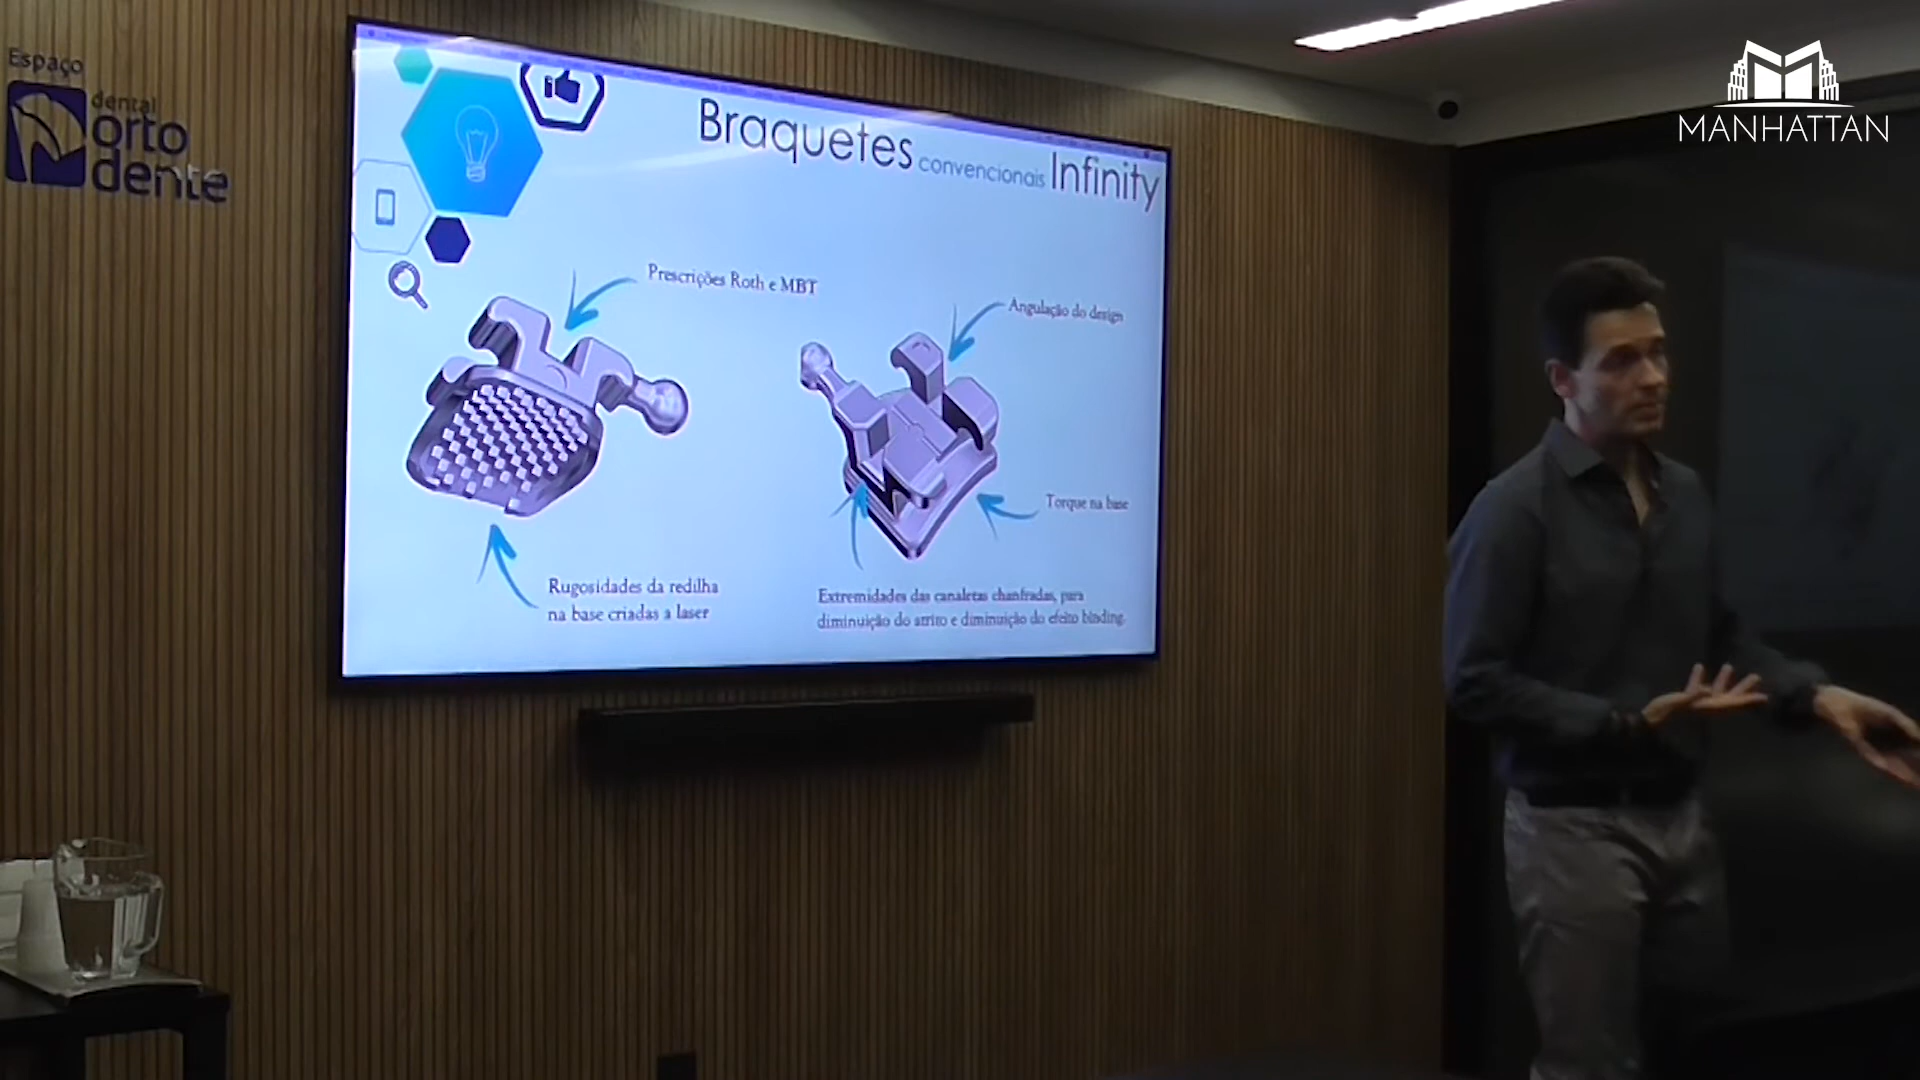 Espaço
dental
orto
dente
MANHATTAN
Braquetes convencionais Infinity
Prescrições Roth e MBT
Angulação do design
Torque na base
Rugosidades da redilha
na base criadas a laser
Extremidades das canaletas chanfradas, para
diminuição do atrito e diminuição do efeito binding.